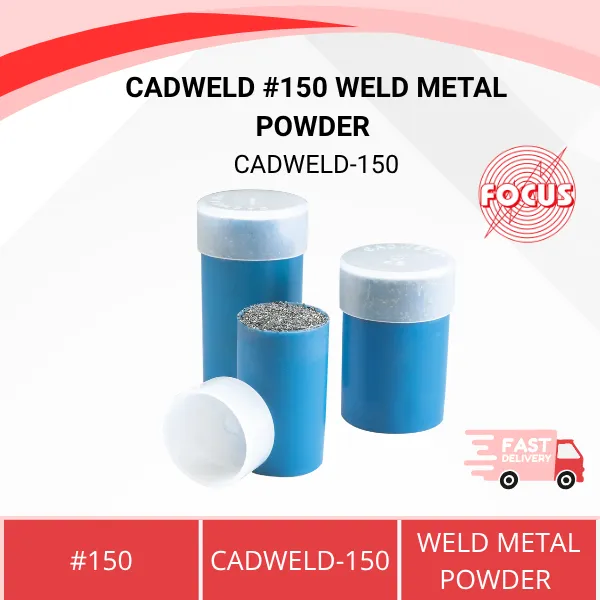 CADWELD #150 WELD METAL
POWDER
CADWELD-150
FOCUS
FAST
DELIVERY
#150
CADWELD-150
WELD METAL
POWDER